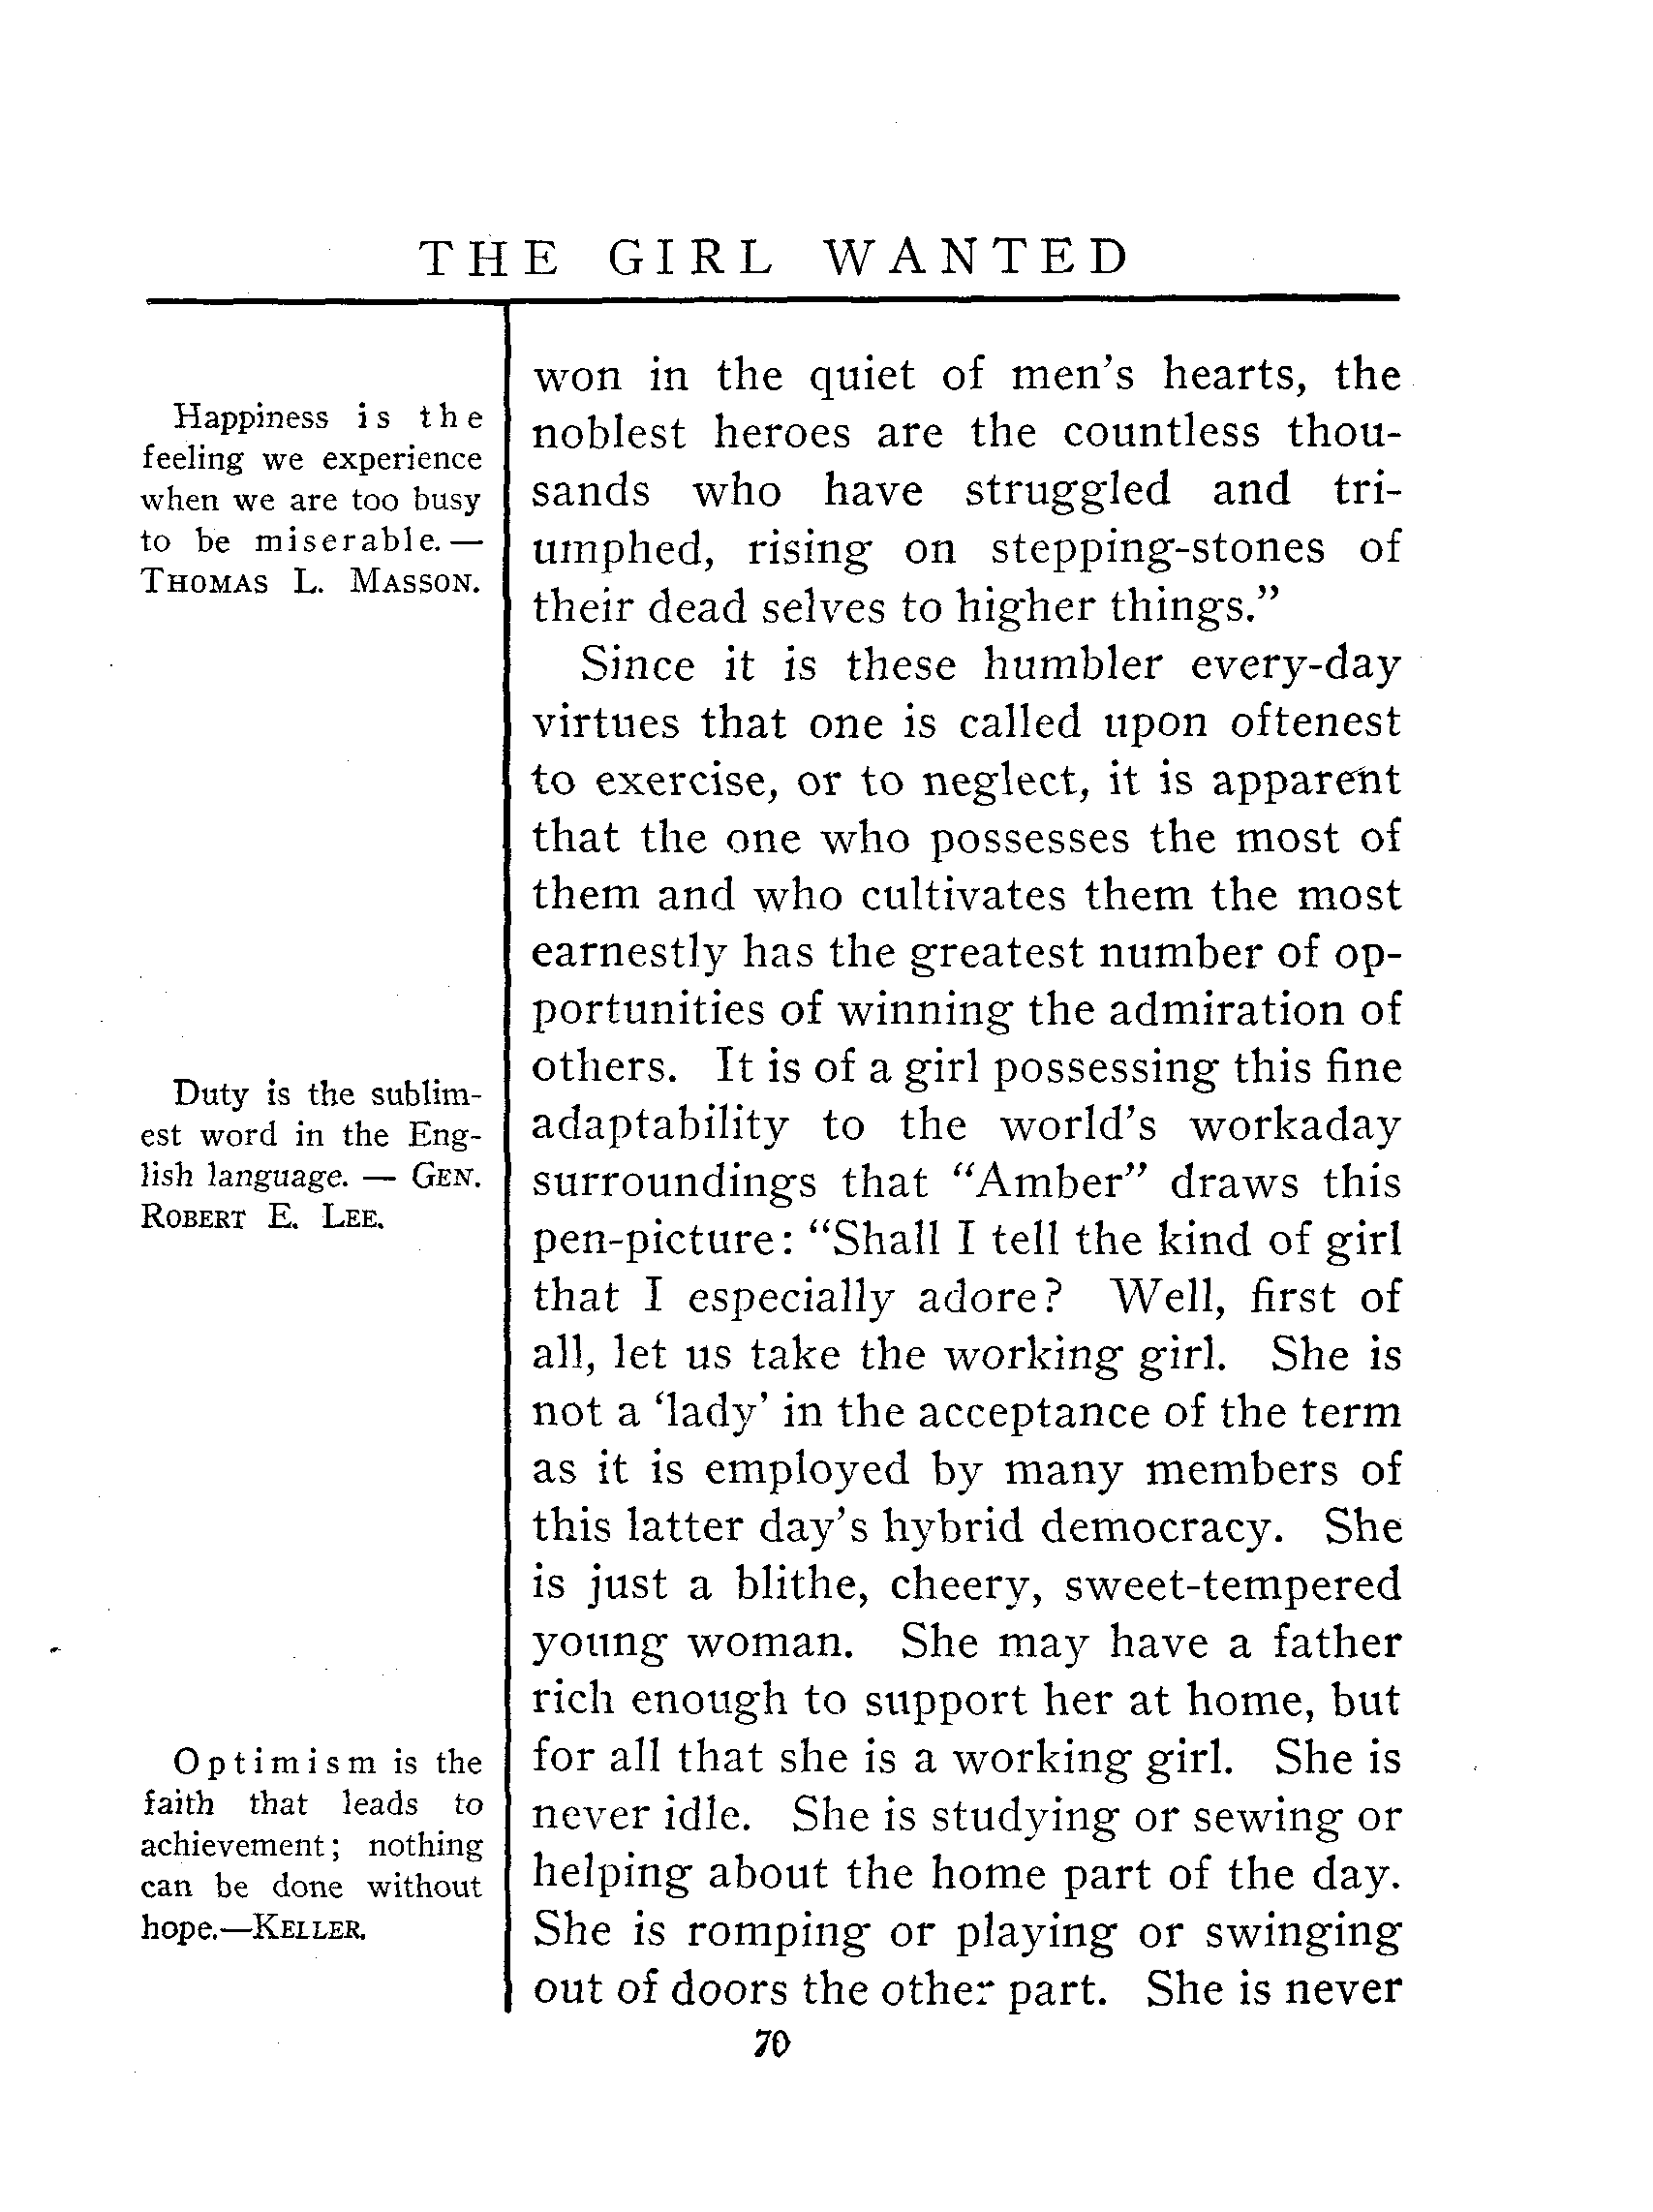 THE GIRL WANTED
Happiness is the
feeling we experience
when we are too busy
to be miserable.—
THOMAS L. MASSON.
Duty is the sublim-
est word in the Eng-
lish language. — GEN.
ROBERT E. LEE.
Optimism is the
faith that leads to
achievement; nothing
can be done without
hope.—KELLER.
won in the quiet of men's hearts, the
noblest heroes are the countless thou-
sands who have struggled and tri-
umphed, rising on stepping-stones of
their dead selves to higher things."
Since it is these humbler every-day
virtues that one is called upon oftenest
to exercise, or to neglect, it is apparent
that the one who possesses the most of
them and who cultivates them the most
earnestly has the greatest number of op-
portunities of winning the admiration of
others. It is of a girl possessing this fine
adaptability to the world's workaday
surroundings that "Amber" draws this
pen-picture: "Shall I tell the kind of girl
that I especially adore? Well, first of
all, let us take the working girl. She is
not a 'lady' in the acceptance of the term
as it is employed by many members of
this latter day's hybrid democracy. She
is just a blithe, cheery, sweet-tempered
young woman. She may have a father
rich enough to support her at home, but
for all that she is a working girl. She is
never idle. She is studying or sewing or
helping about the home part of the day.
She is romping or playing or swinging
out of doors the other part. She is never
70